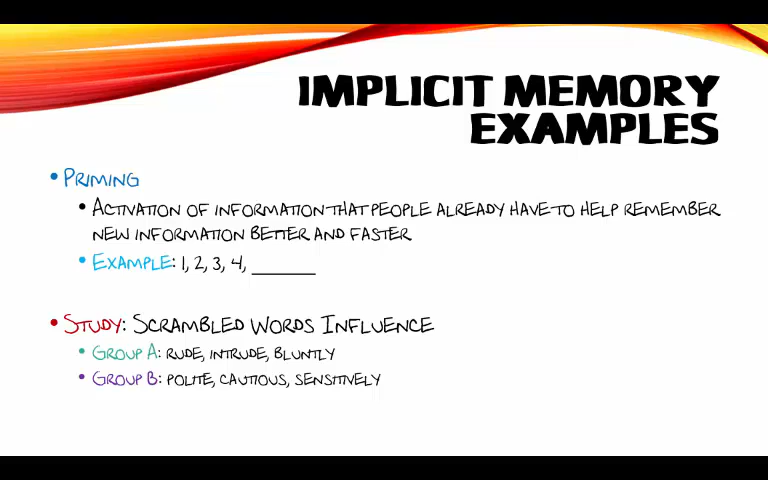 IMPLICIT MEMORY
EXAMPLES
• PRIMING
• ACTIVATION OF INFORMATION THAT PEOPLE ALREADY HAVE TO HELP REMEMBER
NEW INFORMATION BETTER AND FASTER
• EXAMPLE: 1, 2, 3, 4, ______
• STUDY: SCRAMBLED WORDS INFLUENCE
• GROUP A: RUDE, INTRUDE, BLUNTLY
• GROUP B: POLITE, CAUTIOUS, SENSITIVELY